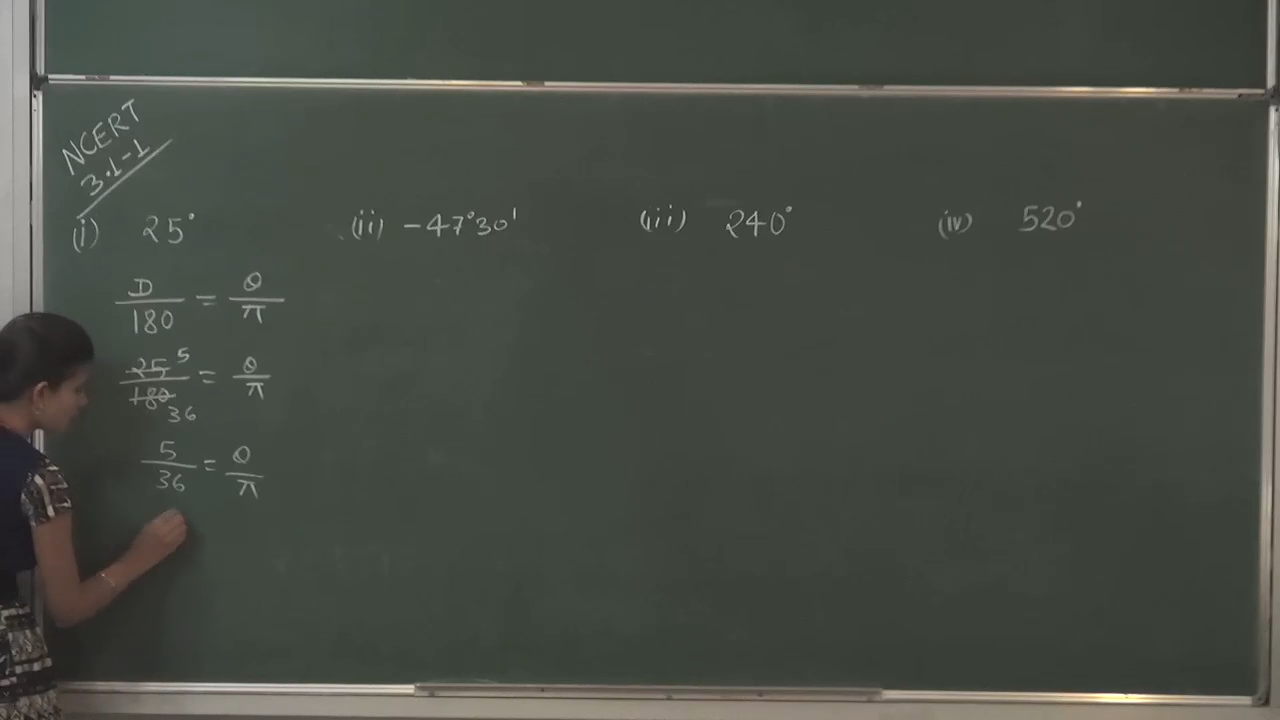 NCERT
3.1-1
(i) 25°
(ii) -47°30'
(iii) 240°
(iv) 520°
D/180 = θ/π
25/180 5/36 = θ/π
5/36 = θ/π